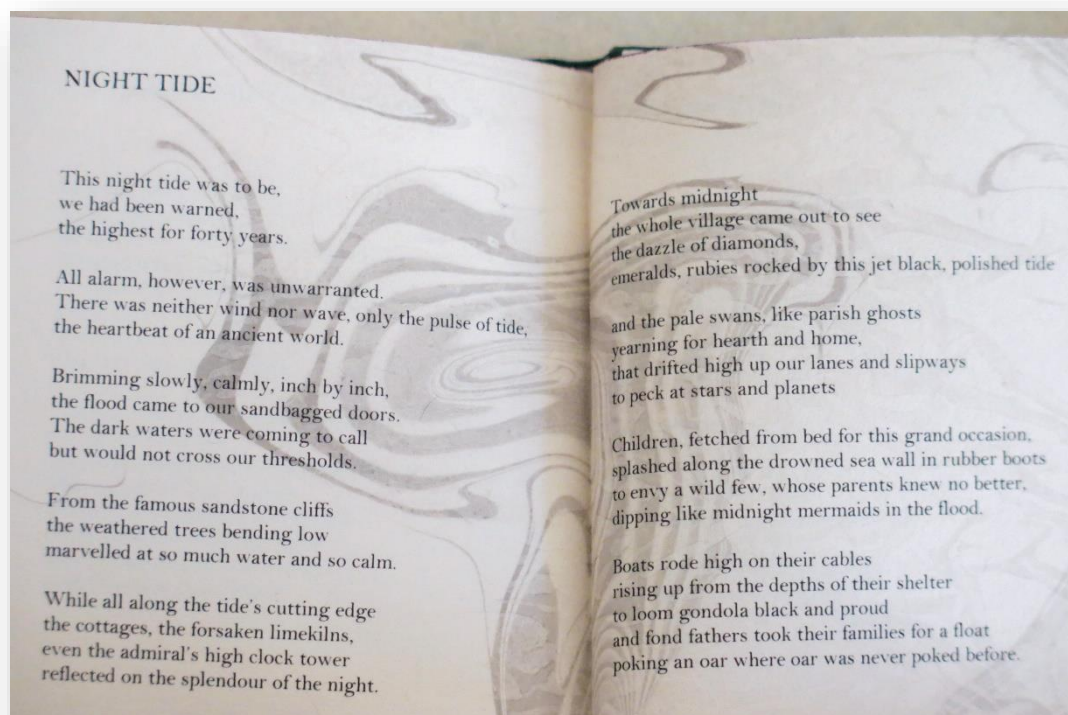 NIGHT TIDE
This night tide was to be,
we had been warned,
the highest for forty years.
All alarm, however, was unwarranted.
There was neither wind nor wave, only the pulse of tide,
the heartbeat of an ancient world.
Brimming slowly, calmly, inch by inch,
the flood came to our sandbagged doors.
The dark waters were coming to call
but would not cross our thresholds.
From the famous sandstone cliffs
the weathered trees bending low
marvelled at so much water and so calm.
While all along the tide's cutting edge
the cottages, the forsaken limekilns,
even the admiral's high clock tower
reflected on the splendour of the night.
Towards midnight
the whole village came out to see
the dazzle of diamonds,
emeralds, rubies rocked by this jet black, polished tide
and the pale swans, like parish ghosts
yearning for hearth and home,
that drifted high up our lanes and slipways
to peck at stars and planets
Children, fetched from bed for this grand occasion,
splashed along the drowned sea wall in rubber boots
to envy a wild few, whose parents knew no better,
dipping like midnight mermaids in the flood.
Boats rode high on their cables
rising up from the depths of their shelter
to loom gondola black and proud
and fond fathers took their families for a float
poking an oar where oar was never poked before.